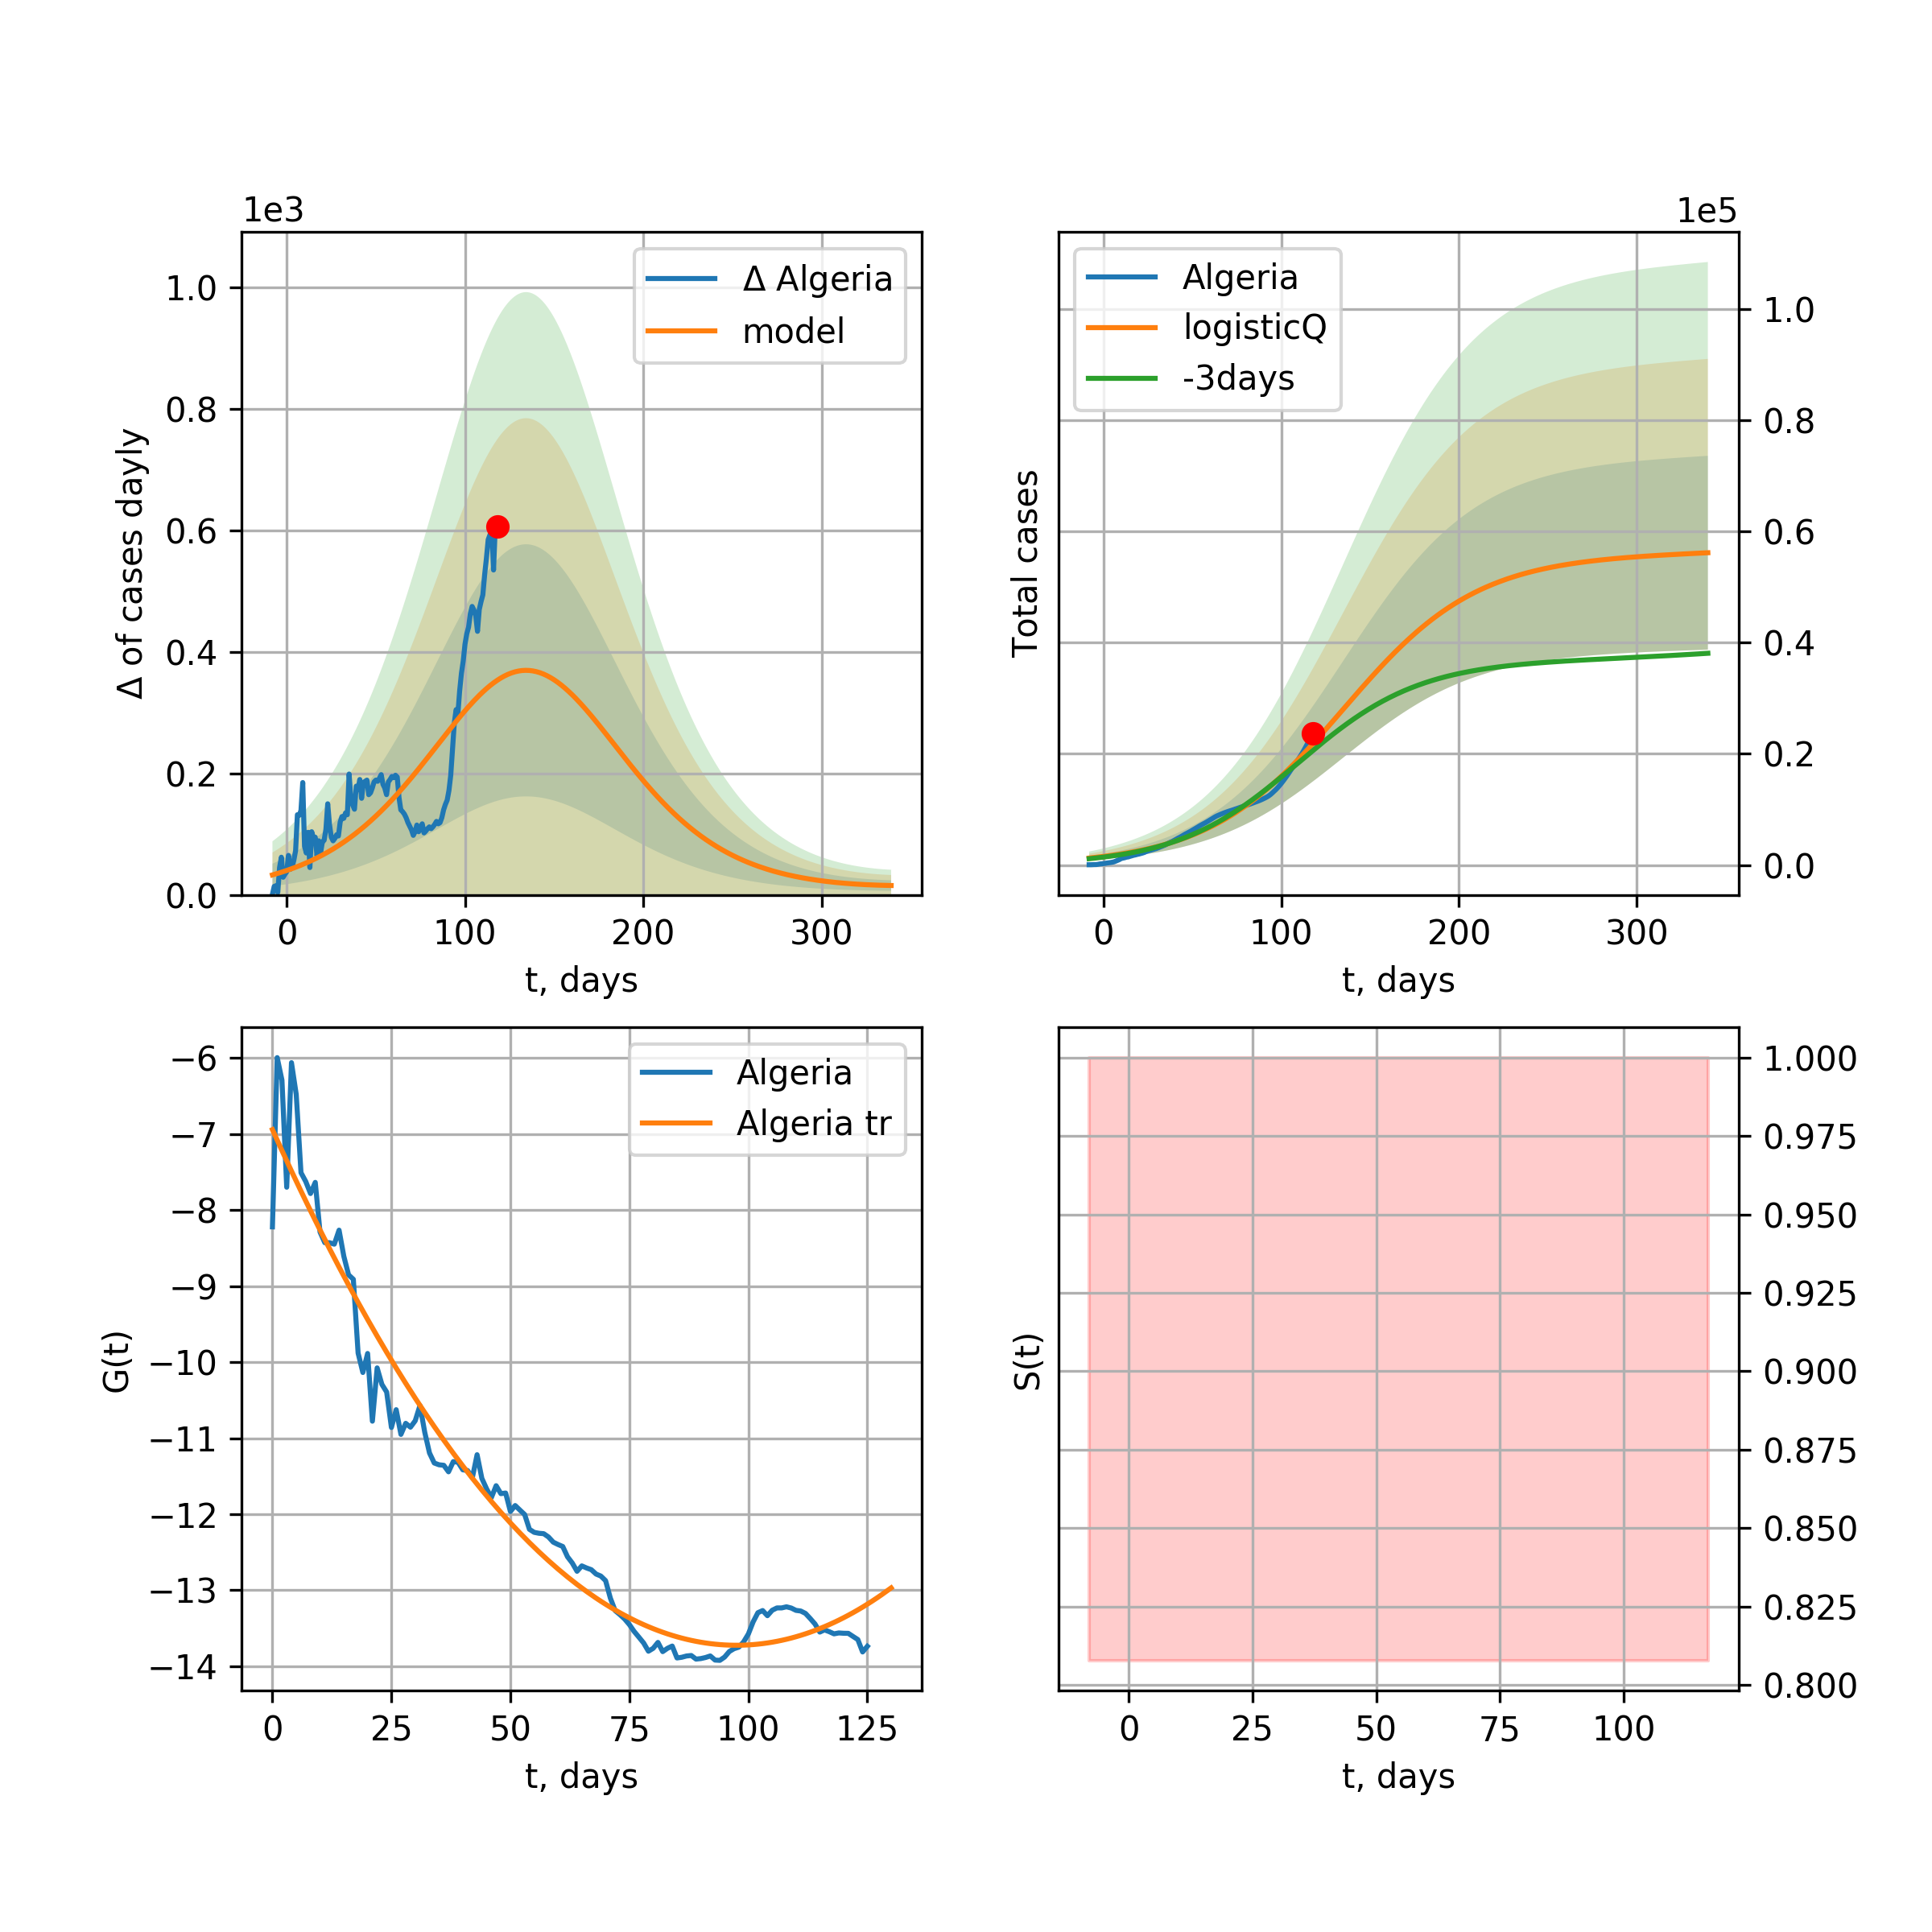 1e3
1.0
0.8
0.6
0.4
0.2
0.0
Δ of cases dayly
Δ Algeria
model
0 100 200 300
t, days
1e5
Algeria
logisticQ
-3days
Total cases
1.0
0.8
0.6
0.4
0.2
0.0
0 100 200 300
t, days
−6
−7
−8
−9
−10
−11
−12
−13
−14
G(t)
Algeria
Algeria tr
0 25 50 75 100 125
t, days
S(t)
1.000
0.975
0.950
0.925
0.900
0.875
0.850
0.825
0.800
0 25 50 75 100
t, days